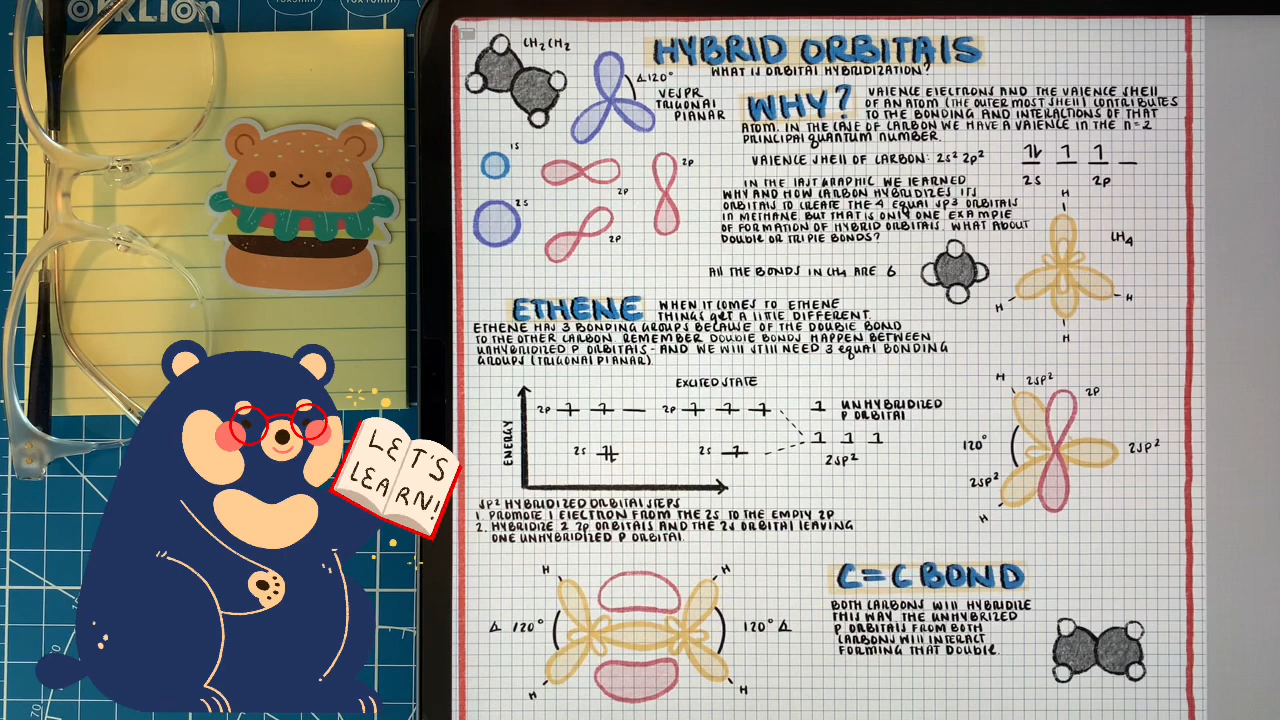 WORKLION
LET'S
LEARN!
CH2CH2
HYBRID ORBITALS
WHAT IS ORBITAL HYBRIDIZATION?
∡120°
VESPR
TRIGONAL
PLANAR
WHY?
VALENCE ELECTRONS AND THE VALENCE SHELL
OF AN ATOM (THE OUTER MOST SHELL) CONTRIBUTES
TO THE BONDING AND INTERACTIONS OF THAT
ATOM. IN THE CASE OF CARBON WE HAVE A VALENCE IN THE n=2
PRINCIPAL QUANTUM NUMBER.
VALENCE SHELL OF CARBON: 2s² 2p²
2s 2p
1s
2p
2p
2s
2p
IN THE LAST GRAPHIC WE LEARNED
WHY AND HOW CARBON HYBRIDIZES ITS
ORBITALS TO CREATE THE 4 EQUAL SP3 ORBITALS
IN METHANE BUT THAT IS ONLY ONE EXAMPLE
OF FORMATION OF HYBRID ORBITALS. WHAT ABOUT
DOUBLE OR TRIPLE BONDS?
H
CH4
H
H
H
ALL THE BONDS IN CH4 ARE 6
ETHENE
WHEN IT COMES TO ETHENE
THINGS GET A LITTLE DIFFERENT.
ETHENE HAS 3 BONDING GROUPS BECAUSE OF THE DOUBLE BOND
TO THE OTHER CARBON. REMEMBER DOUBLE BONDS HAPPEN BETWEEN
UNHYBRIDIZED P ORBITALS - AND WE WILL STILL NEED 3 EQUAL BONDING
GROUPS (TRIGONAL PLANAR)
EXCITED STATE
ENERGY
2p
2p
UNHYBRIDIZED
P ORBITAL
2s
2s
2sp²
H
2sp²
2p
120°
2sp²
2sp²
H
SP² HYBRIDIZED ORBITAL STEPS
1. PROMOTE 1 ELECTRON FROM THE 2S TO THE EMPTY 2P
2. HYBRIDIZE 2 2P ORBITALS AND THE 2S ORBITAL LEAVING
ONE UNHYBRIDIZED P ORBITAL.
H
H
∡ 120°
120° ∡
H
H
C=C BOND
BOTH CARBONS WILL HYBRIDIZE
THIS WAY THE UNHYBRIZED
P ORBITALS FROM BOTH
CARBONS WILL INTERACT
FORMING THAT DOUBLE.